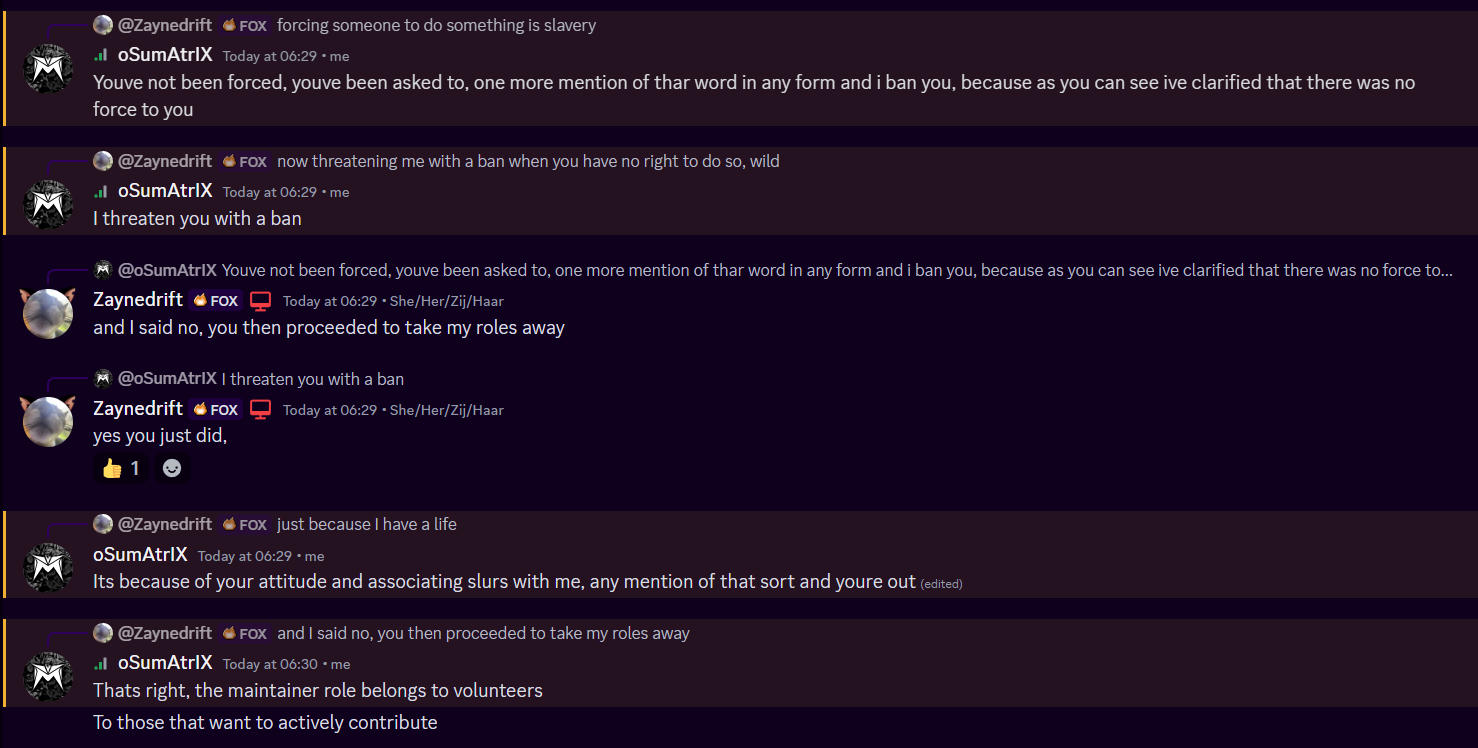 @Zaynedrift FOX forcing someone to do something is slavery
oSumAtrIX Today at 06:29 • me
Youve not been forced, youve been asked to, one more mention of thar word in any form and i ban you, because as you can see ive clarified that there was no
force to you
@Zaynedrift FOX now threatening me with a ban when you have no right to do so, wild
oSumAtrIX Today at 06:29 • me
I threaten you with a ban
@oSumAtrIX Youve not been forced, youve been asked to, one more mention of thar word in any form and i ban you, because as you can see ive clarified that there was no force to...
Zaynedrift FOX Today at 06:29 • She/Her/Zij/Haar
and I said no, you then proceeded to take my roles away
@oSumAtrIX I threaten you with a ban
Zaynedrift FOX Today at 06:29 • She/Her/Zij/Haar
yes you just did,
1
@Zaynedrift FOX just because I have a life
oSumAtrIX Today at 06:29 • me
Its because of your attitude and associating slurs with me, any mention of that sort and youre out (edited)
@Zaynedrift FOX and I said no, you then proceeded to take my roles away
oSumAtrIX Today at 06:30 • me
Thats right, the maintainer role belongs to volunteers
To those that want to actively contribute